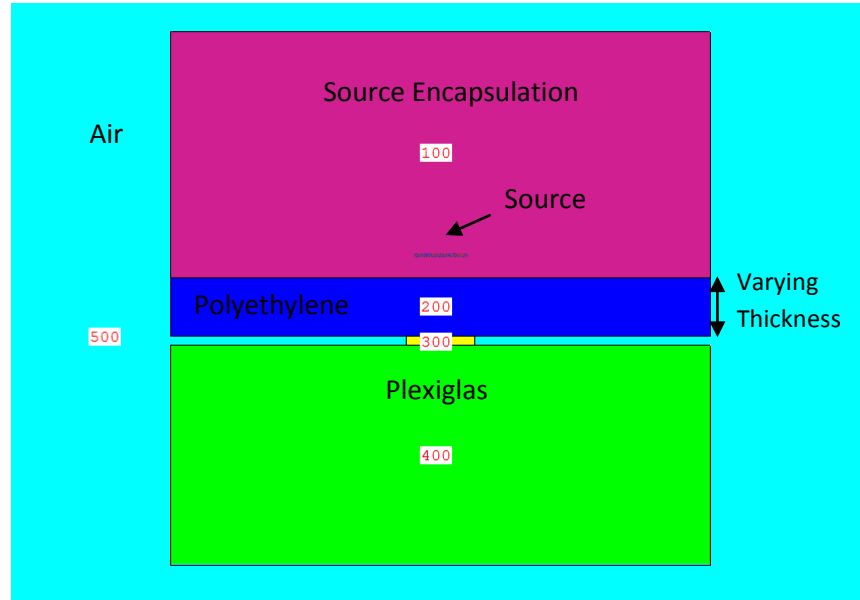 Source Encapsulation
Air
100
Source
Varying
Polyethylene
200
Thickness
500
300
Plexiglas
400